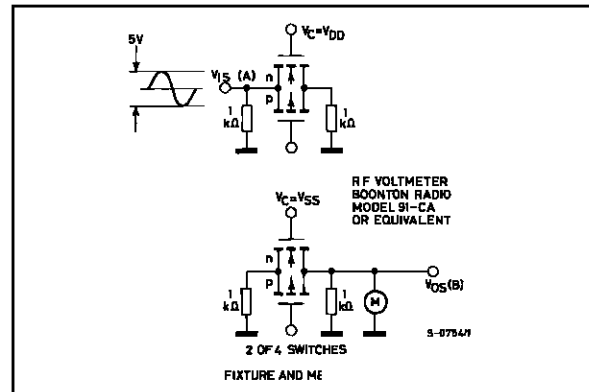 VC=VDD
5V
VIS (A)
n
p
1
kΩ
1
kΩ
RF VOLTMETER
BOONTON RADIO
MODEL 91-CA
OR EQUIVALENT
VC=VSS
n
p
1
kΩ
1
kΩ
M
VOS(B)
S-0754/1
2 OF 4 SWITCHES
FIXTURE AND ME